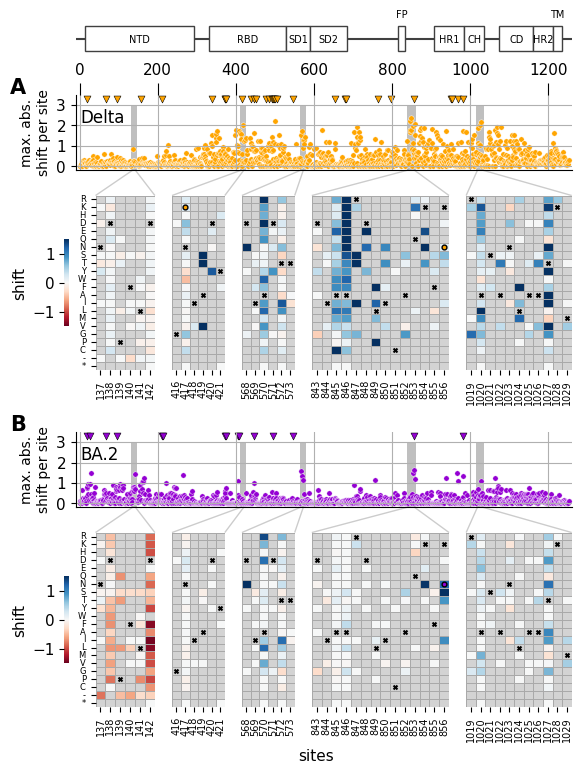 FP TM
NTD RBD SD1 SD2 HR1 CH CD HR2
0 200 400 600 800 1000 1200
A
max. abs.
shift per site
3
2
1
0
Delta
R
K
H
D
E
Q
N
S
T
Y
W
F
A
I
L
M
V
G
P
C
-
*
shift
1
0
−1
137 138 139 140 141 142 416 417 418 419 420 421 568 569 570 571 572 573 843 844 845 846 847 848 849 850 851 852 853 854 855 856 1019 1020 1021 1022 1023 1024 1025 1026 1027 1028 1029
B
max. abs.
shift per site
3
2
1
0
BA.2
R
K
H
D
E
Q
N
S
T
Y
W
F
A
I
L
M
V
G
P
C
-
*
shift
1
0
−1
137 138 139 140 141 142 416 417 418 419 420 421 568 569 570 571 572 573 843 844 845 846 847 848 849 850 851 852 853 854 855 856 1019 1020 1021 1022 1023 1024 1025 1026 1027 1028 1029
sites